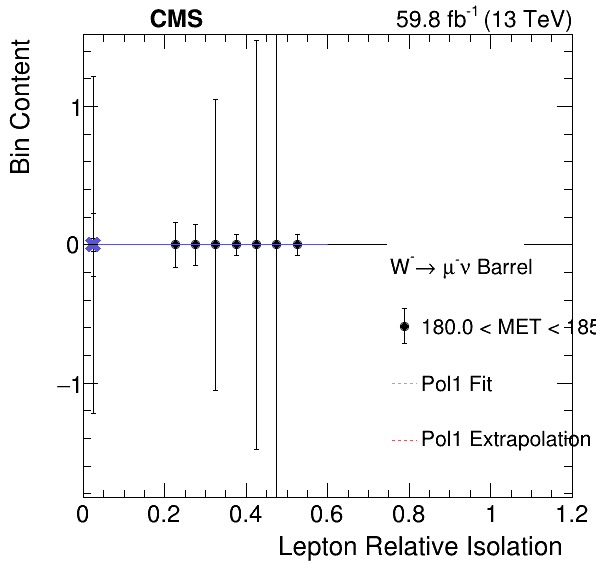 CMS
59.8 fb⁻¹ (13 TeV)
Bin Content
1
0
−1
W⁻→ μ⁻ν Barrel
180.0 < MET < 185
Pol1 Fit
Pol1 Extrapolation
0 0.2 0.4 0.6 0.8 1 1.2
Lepton Relative Isolation